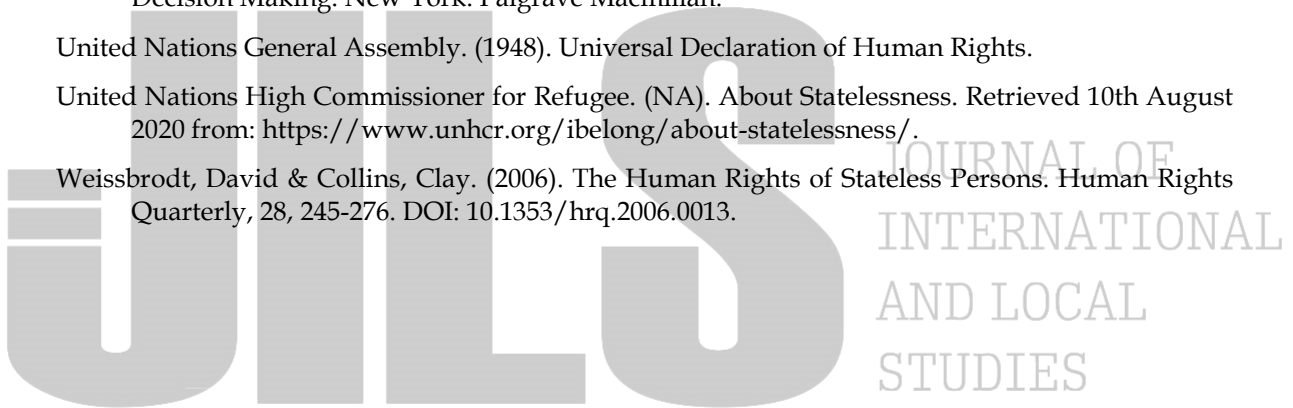 Decision Making. New York: Palgrave Macmillan.
United Nations General Assembly. (1948). Universal Declaration of Human Rights.
United Nations High Commissioner for Refugee. (NA). About Statelessness. Retrieved 10th August
2020 from: https://www.unhcr.org/ibelong/about-statelessness/.
Weissbrodt, David & Collins, Clay. (2006). The Human Rights of Stateless Persons. Human Rights
Quarterly, 28, 245-276. DOI: 10.1353/hrq.2006.0013.
JILS
JOURNAL OF
INTERNATIONAL
AND LOCAL
STUDIES